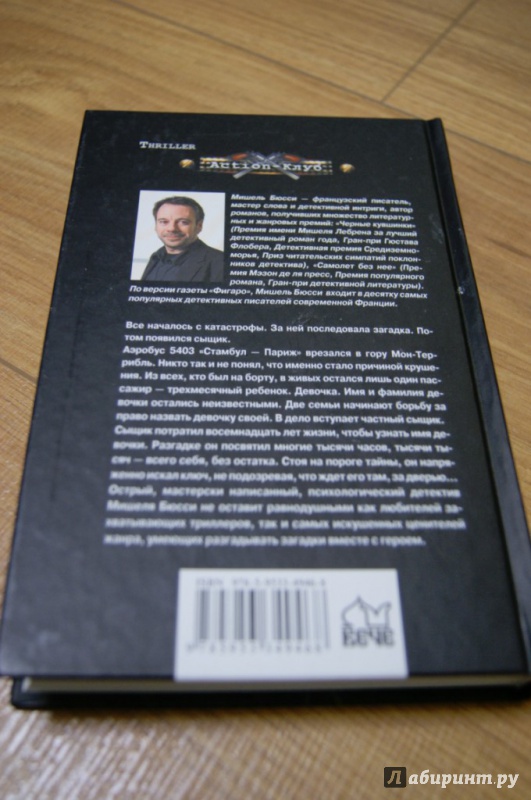 THRILLER
Action-Клуб
Мишель Бюсси — французский писатель,
мастер слова и детективной интриги, автор
романов, получивших множество литератур-
ных и жанровых премий: «Черные кувшинки»
(Премия имени Мишеля Лебрена за лучший
детективный роман года, Гран-при Гюстава
Флобера, Детективная премия Средиземно-
морья, Приз читательских симпатий поклон-
ников детектива), «Самолет без нее» (Пре-
мия Мэзон де ля пресс, Премия популярного
романа, Гран-при детективной литературы).
По версии газеты «Фигаро», Мишель Бюсси входит в десятку самых
популярных детективных писателей современной Франции.
Все началось с катастрофы. За ней последовала загадка. По-
том появился сыщик.
Аэробус 5403 «Стамбул — Париж» врезался в гору Мон-Тер-
рибль. Никто так и не понял, что именно стало причиной круше-
ния. Из всех, кто был на борту, в живых остался лишь один пас-
сажир — трехмесячный ребенок. Девочка. Имя и фамилия де-
вочки остались неизвестными. Две семьи начинают борьбу за
право назвать девочку своей. В дело вступает частный сыщик.
Сыщик потратил восемнадцать лет жизни, чтобы узнать имя де-
вочки. Разгадке он посвятил многие тысячи часов, тысячи ты-
сяч — всего себя, без остатка. Стоя на пороге тайны, он напря-
женно искал ключ, не подозревая, что ждет его там, за дверью...
Острый, мастерски написанный, психологический детектив
Мишеля Бюсси не оставит равнодушными как любителей за-
хватывающих триллеров, так и самых искушенных ценителей
жанра, умеющих разгадывать загадки вместе с героем.
ISBN
ВЕЧЕ
Лабиринт.ру